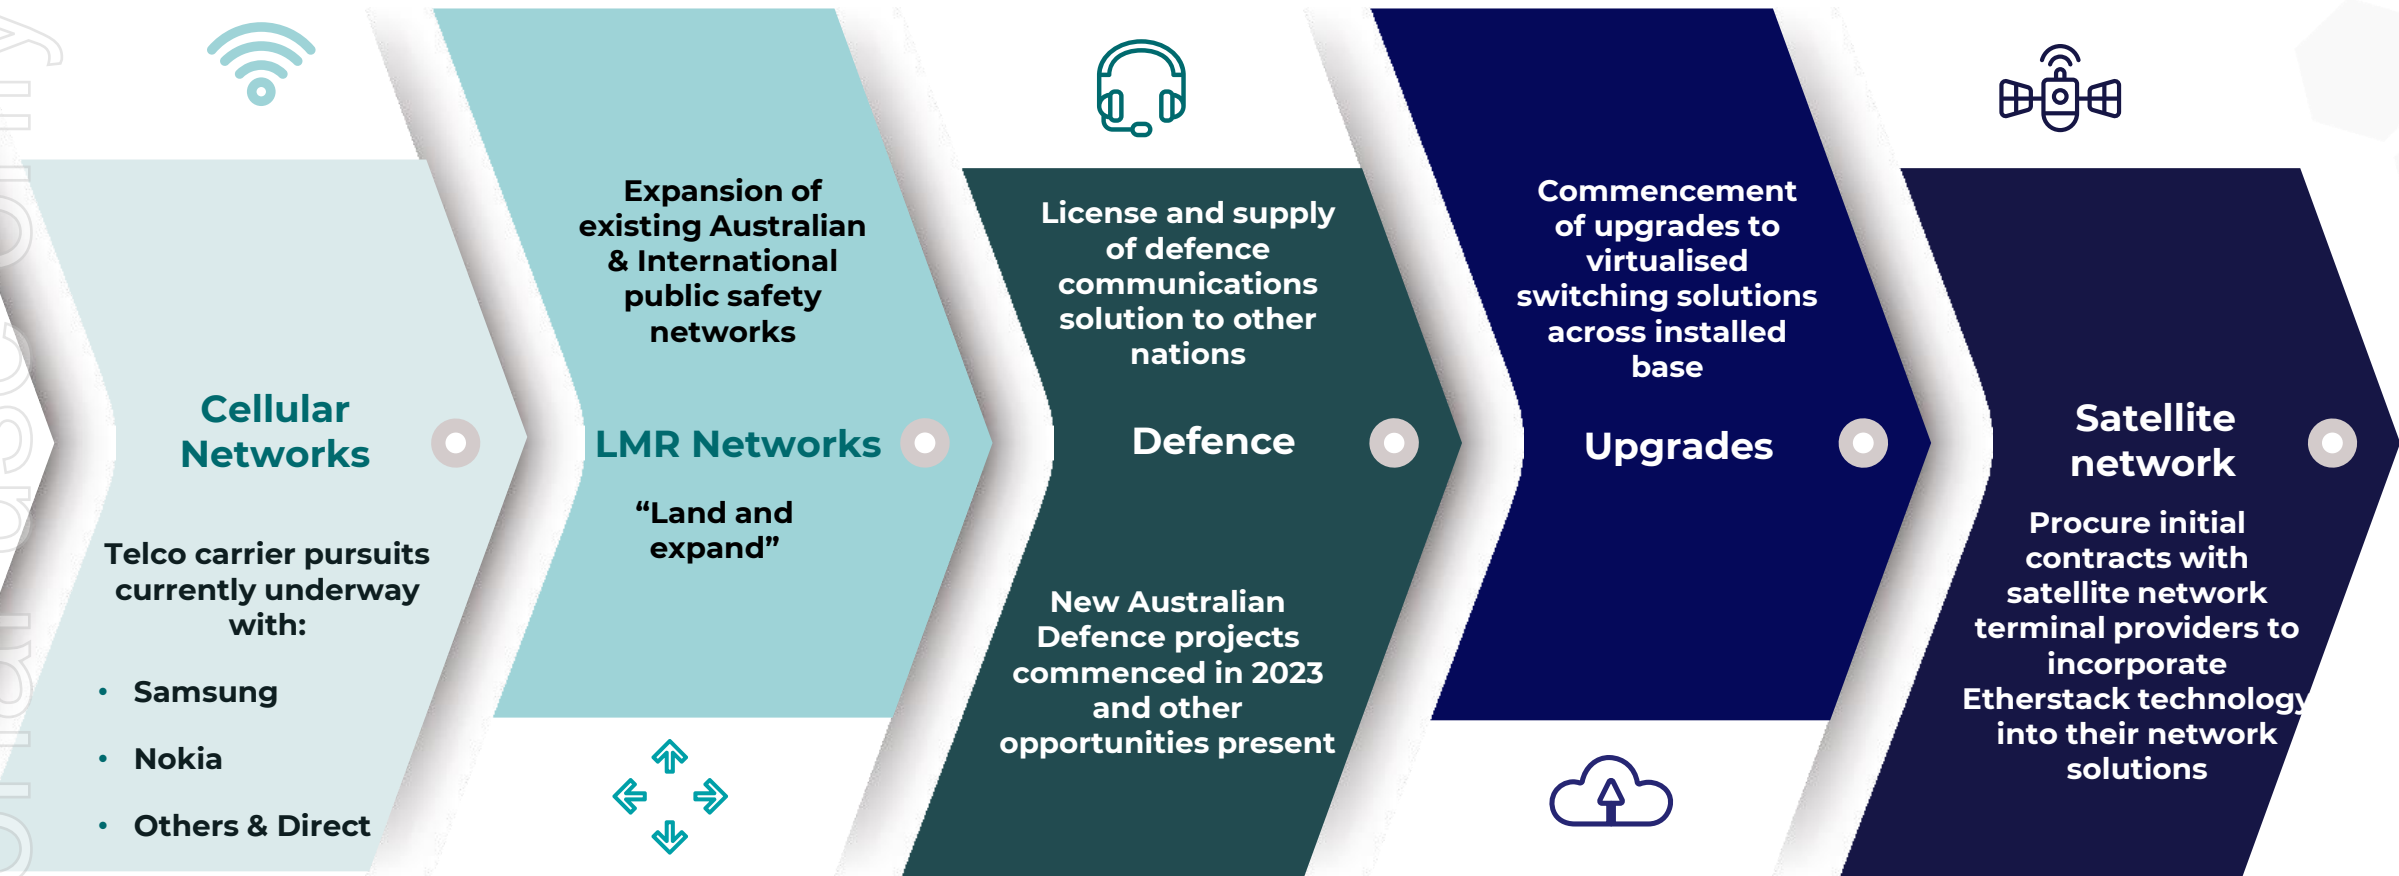 Cellular
Networks
Telco carrier pursuits
currently underway
with:
• Samsung
• Nokia
• Others & Direct
Expansion of
existing Australian
& International
public safety
networks
LMR Networks
“Land and
expand”
License and supply
of defence
communications
solution to other
nations
Defence
New Australian
Defence projects
commenced in 2023
and other
opportunities present
Commencement
of upgrades to
virtualised
switching solutions
across installed
base
Upgrades
Satellite
network
Procure initial
contracts with
satellite network
terminal providers to
incorporate
Etherstack technology
into their network
solutions